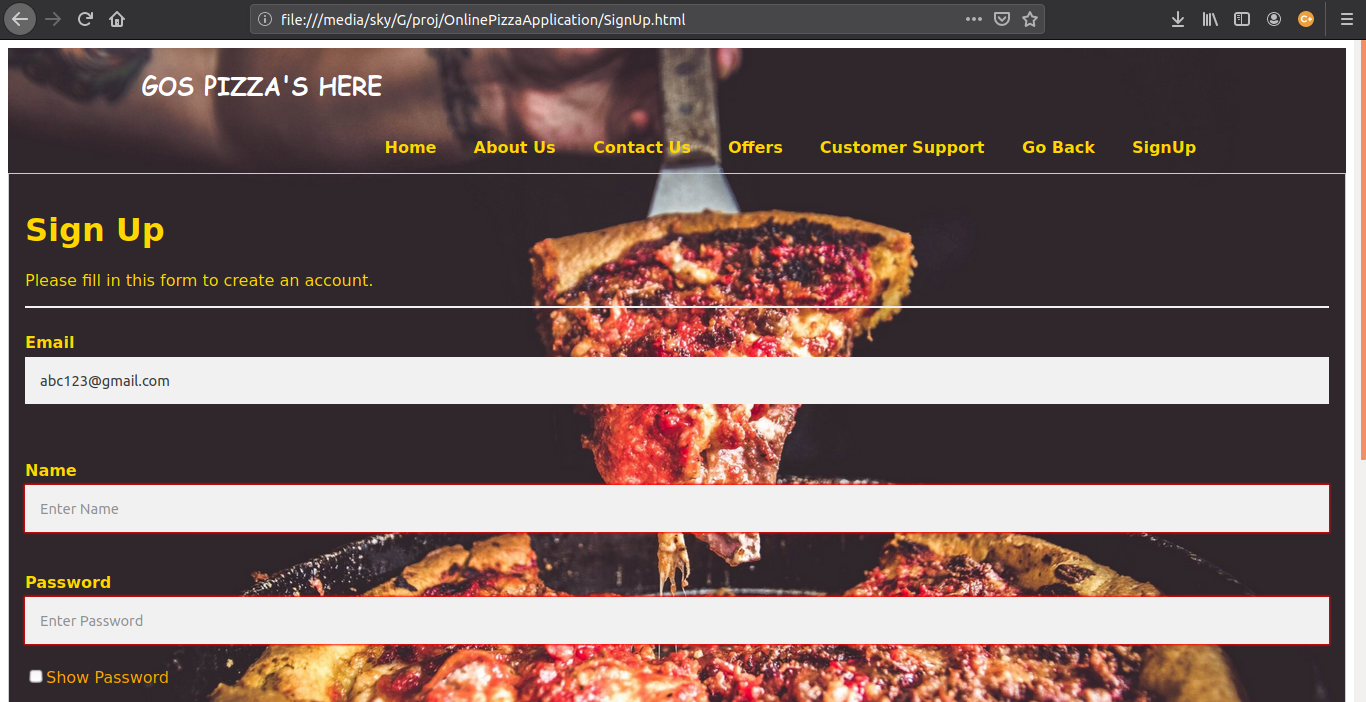 file:///media/sky/G/proj/OnlinePizzaApplication/SignUp.html
C+
GOS PIZZA'S HERE
Home About Us Contact Us Offers Customer Support Go Back SignUp
Sign Up
Please fill in this form to create an account.
Email
abc123@gmail.com
Name
Enter Name
Password
Enter Password
Show Password